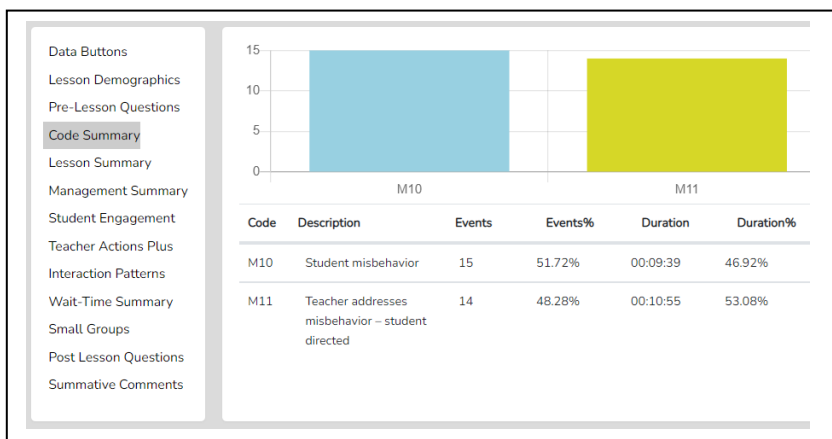 Data Buttons
Lesson Demographics
Pre-Lesson Questions
Code Summary
Lesson Summary
Management Summary
Student Engagement
Teacher Actions Plus
Interaction Patterns
Wait-Time Summary
Small Groups
Post Lesson Questions
Summative Comments
15
10
5
0
M10 M11
Code Description Events Events% Duration Duration%
M10 Student misbehavior 15 51.72% 00:09:39 46.92%
M11 Teacher addresses 14 48.28% 00:10:55 53.08%
misbehavior – student
directed